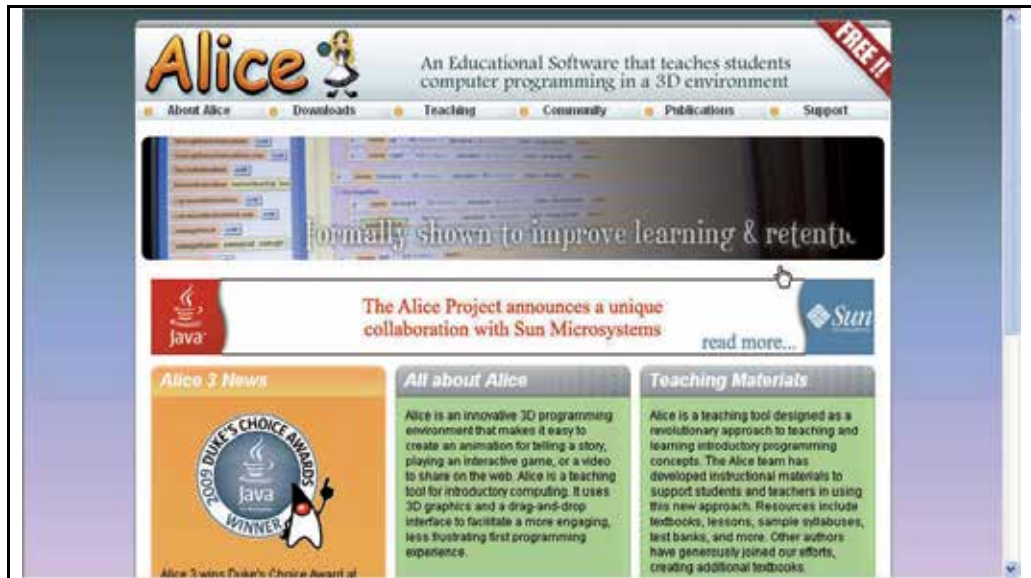 Alice
An Educational Software that teaches students
computer programming in a 3D environment
FREE !!
About Alice Downloads Teaching Community Publications Support
formally shown to improve learning &
Java
The Alice Project announces a unique
collaboration with Sun Microsystems
read more...
Sun
Alice 3 News
2009 DUKE'S CHOICE AWARDS
Java
WINNER
Alice 3 wins Duke's Choice Award at
All about Alice
Alice is an innovative 3D programming
environment that makes it easy to
create an animation for telling a story,
playing an interactive game, or a video
to share on the web. Alice is a teaching
tool for introductory computing. It uses
3D graphics and a drag-and-drop
interface to facilitate a more engaging,
less frustrating first programming
experience.
Teaching Materials
Alice is a teaching tool designed as a
revolutionary approach to teaching and
learning introductory programming
concepts. The Alice team has
developed instructional materials to
support students and teachers in using
this new approach. Resources include
textbooks, lessons, sample syllabuses,
test banks, and more. Other authors
have generously joined our efforts,
creating additional textbooks.